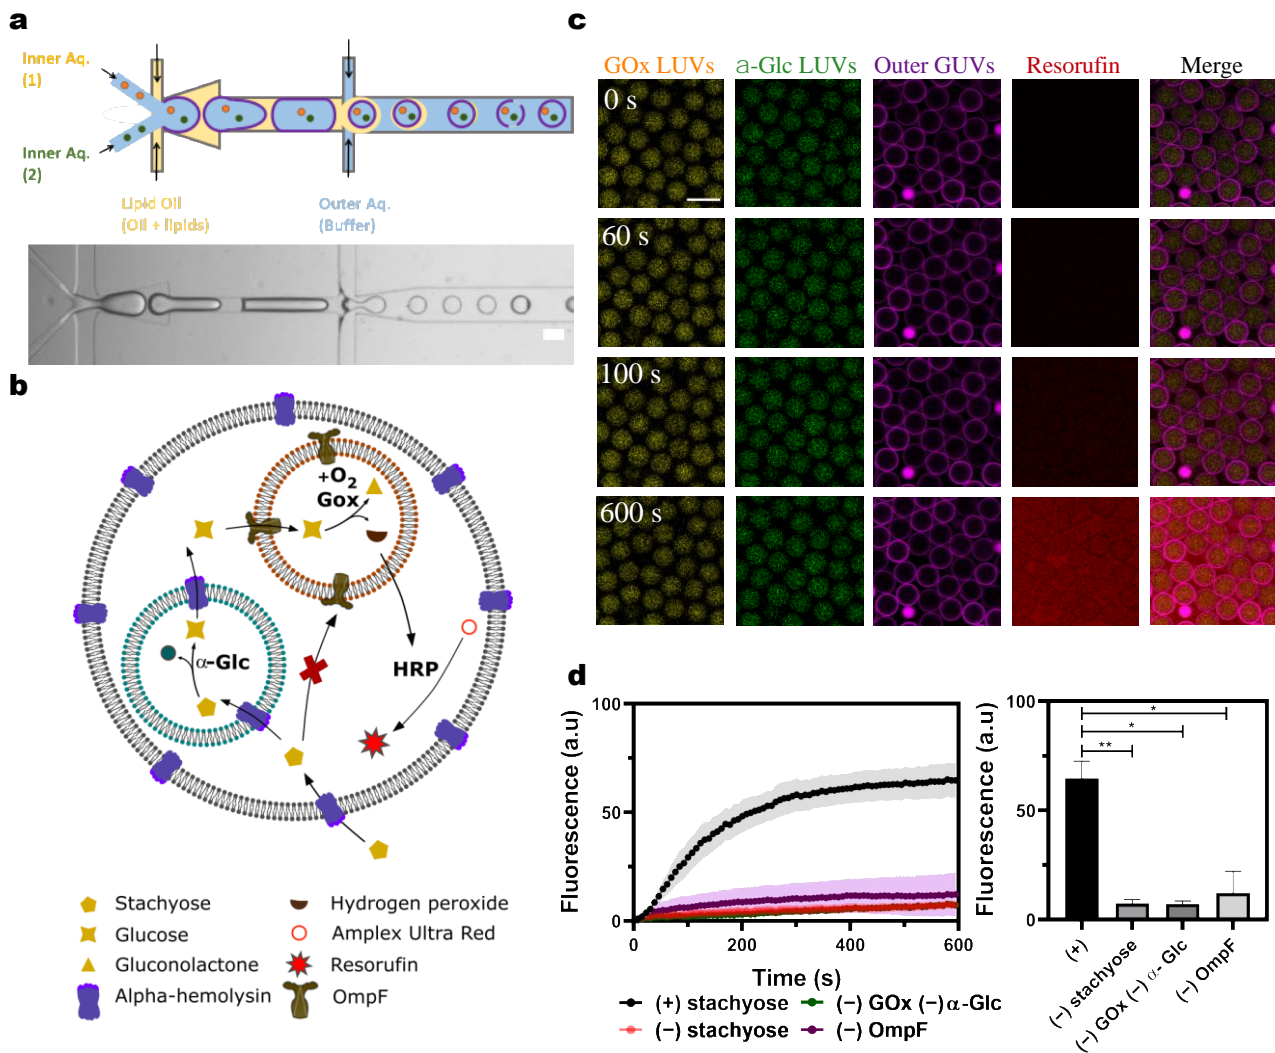 a
Inner Aq.
(1)
Inner Aq.
(2)
Lipid Oil
(Oil + lipids)
Outer Aq.
(Buffer)
b
+O2
Gox
α-Glc
HRP
Stachyose
Glucose
Gluconolactone
Alpha-hemolysin
Hydrogen peroxide
Amplex Ultra Red
Resorufin
OmpF
c
GOx LUVs
a-Glc LUVs
Outer GUVs
Resorufin
Merge
0 s
60 s
100 s
600 s
d
Fluorescence (a.u)
100
50
0
0
200
400
600
Time (s)
(+) stachyose
(−) GOx (−) α-Glc
(−) stachyose
(−) OmpF
Fluorescence (a.u)
100
50
0
*
*
**
(+)
(−) stachyose
(−) GOx (−) α- Glc
(−) OmpF